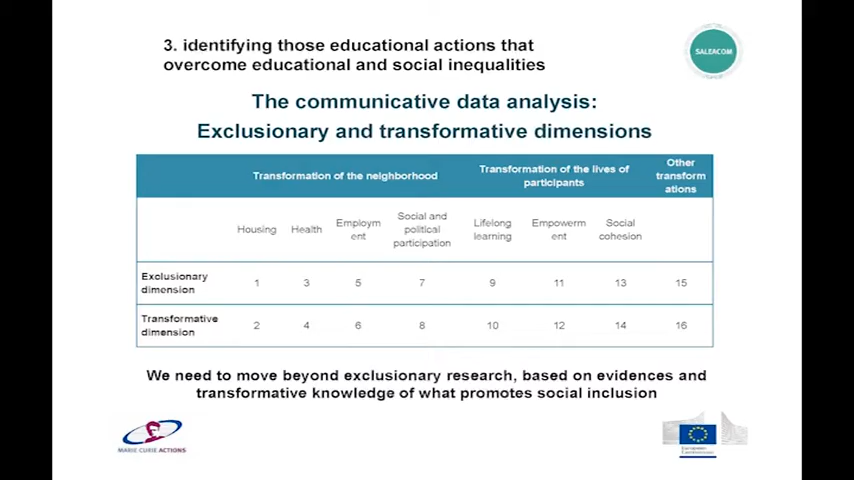 3. identifying those educational actions that
overcome educational and social inequalities
SALEACOM
The communicative data analysis:
Exclusionary and transformative dimensions
Transformation of the neighborhood
Transformation of the lives of
participants
Other
transform
ations
Housing
Health
Employm
ent
Social and
political
participation
Lifelong
learning
Empowerm
ent
Social
cohesion
Exclusionary
dimension
1 3 5 7 9 11 13 15
Transformative
dimension
2 4 6 8 10 12 14 16
We need to move beyond exclusionary research, based on evidences and
transformative knowledge of what promotes social inclusion
MARIE CURIE ACTIONS
European
Commission